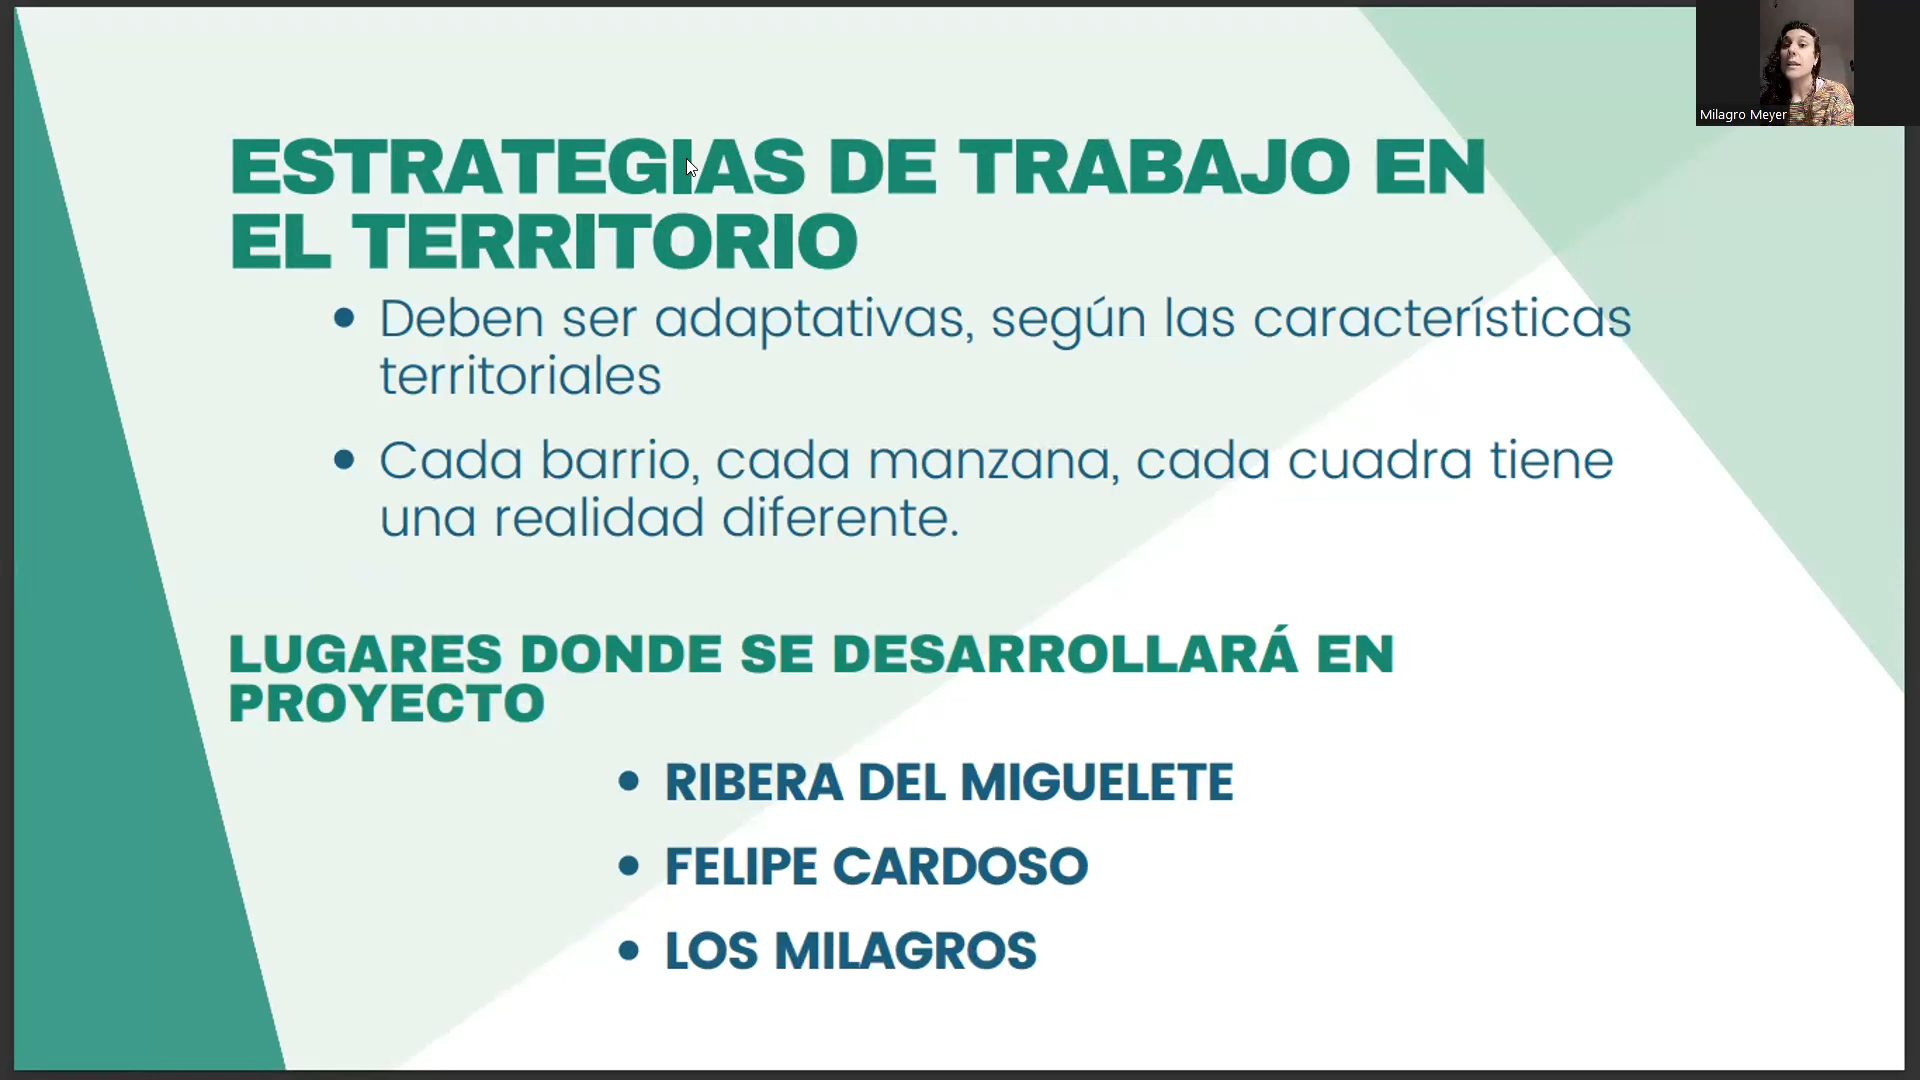 ESTRATEGIAS DE TRABAJO EN
EL TERRITORIO
• Deben ser adaptativas, según las características
territoriales
• Cada barrio, cada manzana, cada cuadra tiene
una realidad diferente.
LUGARES DONDE SE DESARROLLARÁ EN
PROYECTO
• RIBERA DEL MIGUELETE
• FELIPE CARDOSO
• LOS MILAGROS
Milagro Meyer